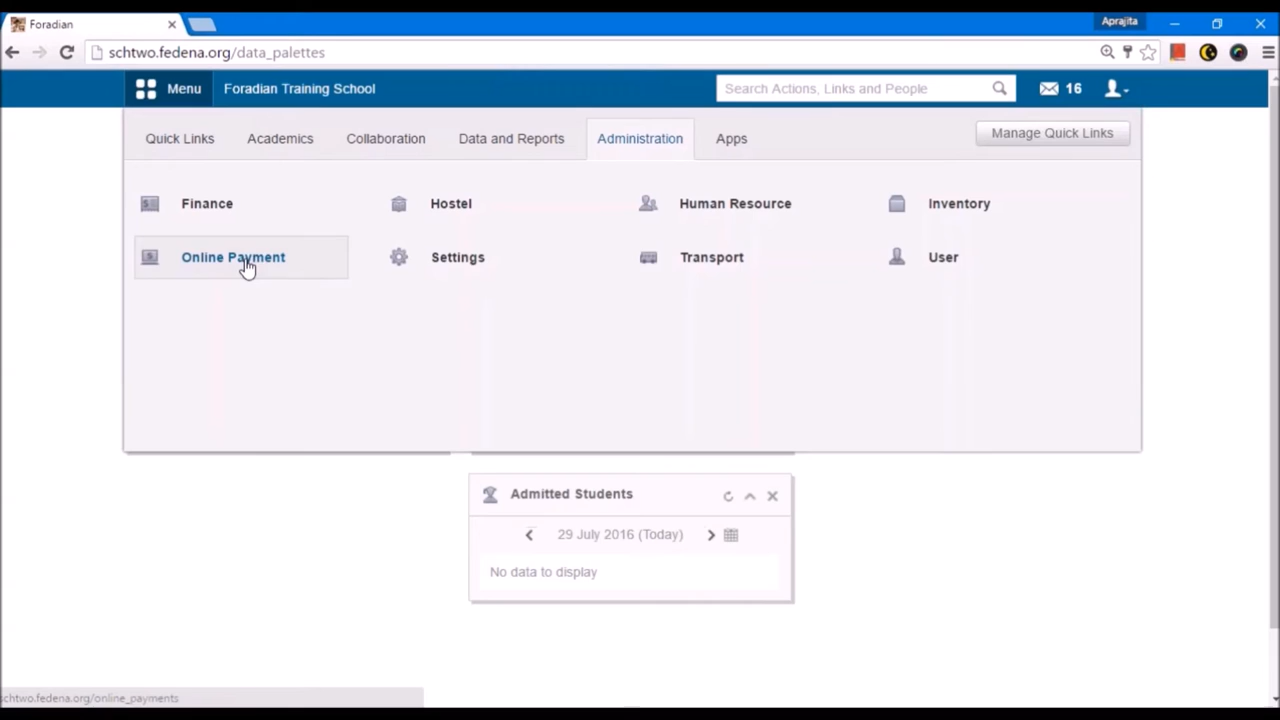 Foradian
Aprajita
schtwo.fedena.org/data_palettes
Menu
Foradian Training School
Search Actions, Links and People
16
Quick Links
Academics
Collaboration
Data and Reports
Administration
Apps
Manage Quick Links
Finance
Hostel
Human Resource
Inventory
Online Payment
Settings
Transport
User
Admitted Students
29 July 2016 (Today)
No data to display
schtwo.fedena.org/online_payments